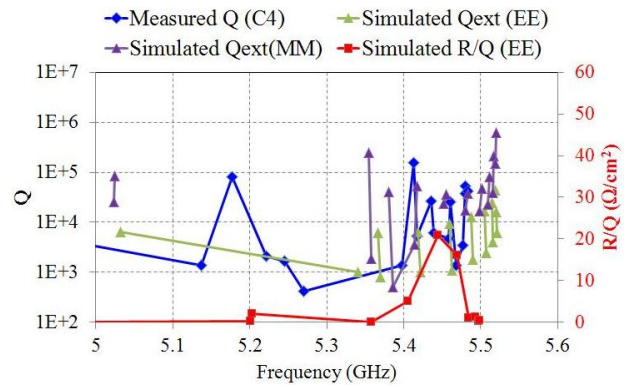 Measured Q (C4) Simulated Qext (EE)
Simulated Qext(MM) Simulated R/Q (EE)
1E+7 60
1E+6 50
1E+5 40
1E+4 30
1E+3 20
1E+2 10
0
Q
R/Q (Ω/cm²)
5 5.1 5.2 5.3 5.4 5.5 5.6
Frequency (GHz)